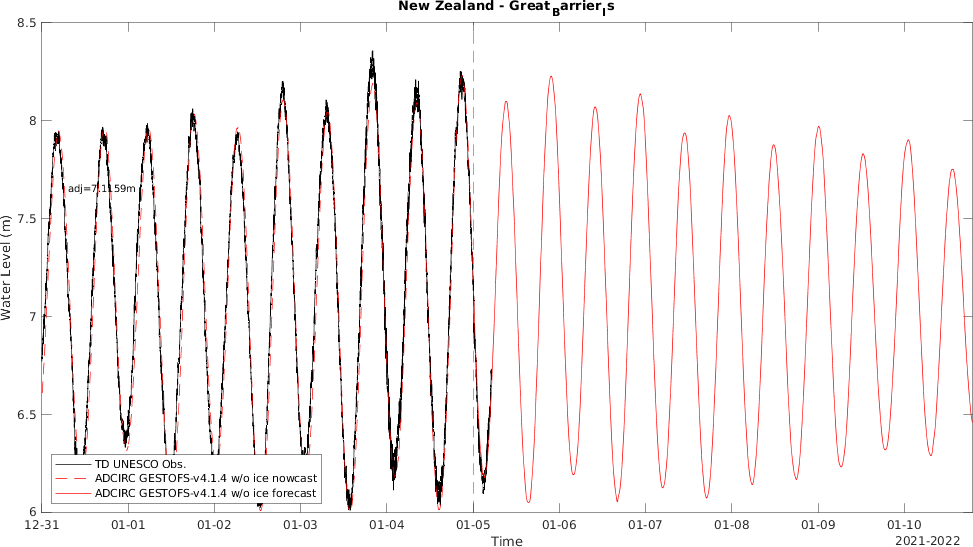 New Zealand - GreatBarrierIs
8.5
8
7.5
7
6.5
6
Water Level (m)
adj=7.1159m
TD UNESCO Obs.
ADCIRC GESTOFS-v4.1.4 w/o ice nowcast
ADCIRC GESTOFS-v4.1.4 w/o ice forecast
12-31 01-01 01-02 01-03 01-04 01-05 01-06 01-07 01-08 01-09 01-10
Time
2021-2022